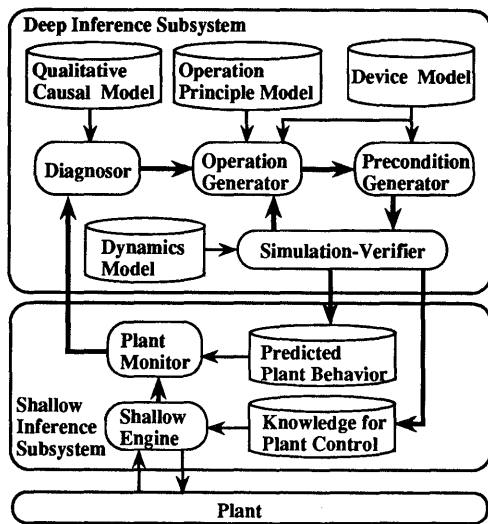 Deep Inference Subsystem
Qualitative
Causal Model
Operation
Principle Model
Device Model
Diagnosor
Operation
Generator
Precondition
Generator
Dynamics
Model
Simulation-Verifier
Plant
Monitor
Predicted
Plant Behavior
Shallow
Inference
Subsystem
Shallow
Engine
Knowledge for
Plant Control
Plant